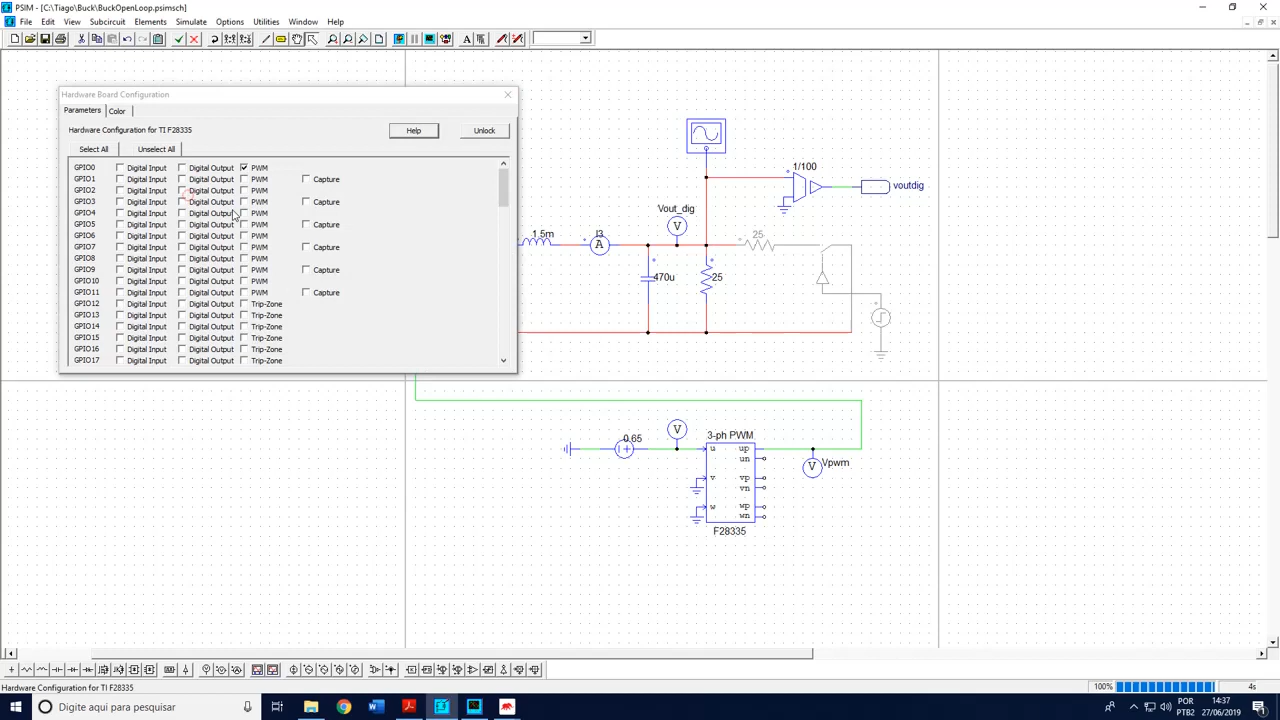 PSIM - [C:\Tiago\Buck\BuckOpenLoop.psimsch]
File Edit View Subcircuit Elements Simulate Options Utilities Window Help
Hardware Board Configuration
Parameters Color
Hardware Configuration for TI F28335 Help Unlock
Select All Unselect All
GPIO0 Digital Input Digital Output PWM
GPIO1 Digital Input Digital Output PWM Capture
GPIO2 Digital Input Digital Output PWM
GPIO3 Digital Input Digital Output PWM Capture
GPIO4 Digital Input Digital Output PWM
GPIO5 Digital Input Digital Output PWM Capture
GPIO6 Digital Input Digital Output PWM
GPIO7 Digital Input Digital Output PWM Capture
GPIO8 Digital Input Digital Output PWM
GPIO9 Digital Input Digital Output PWM Capture
GPIO10 Digital Input Digital Output PWM
GPIO11 Digital Input Digital Output PWM Capture
GPIO12 Digital Input Digital Output Trip-Zone
GPIO13 Digital Input Digital Output Trip-Zone
GPIO14 Digital Input Digital Output Trip-Zone
GPIO15 Digital Input Digital Output Trip-Zone
GPIO16 Digital Input Digital Output Trip-Zone
GPIO17 Digital Input Digital Output Trip-Zone
1/100
voutdig
Vout_dig
V
1.5m
I3
A
25
470u
25
0.65
V
3-ph PWM
u up
un
v vp
vn
w wp
wn
F28335
V
Vpwm
Hardware Configuration for TI F28335
100%
4s
Digite aqui para pesquisar
POR
PTB2
14:37
27/06/2019